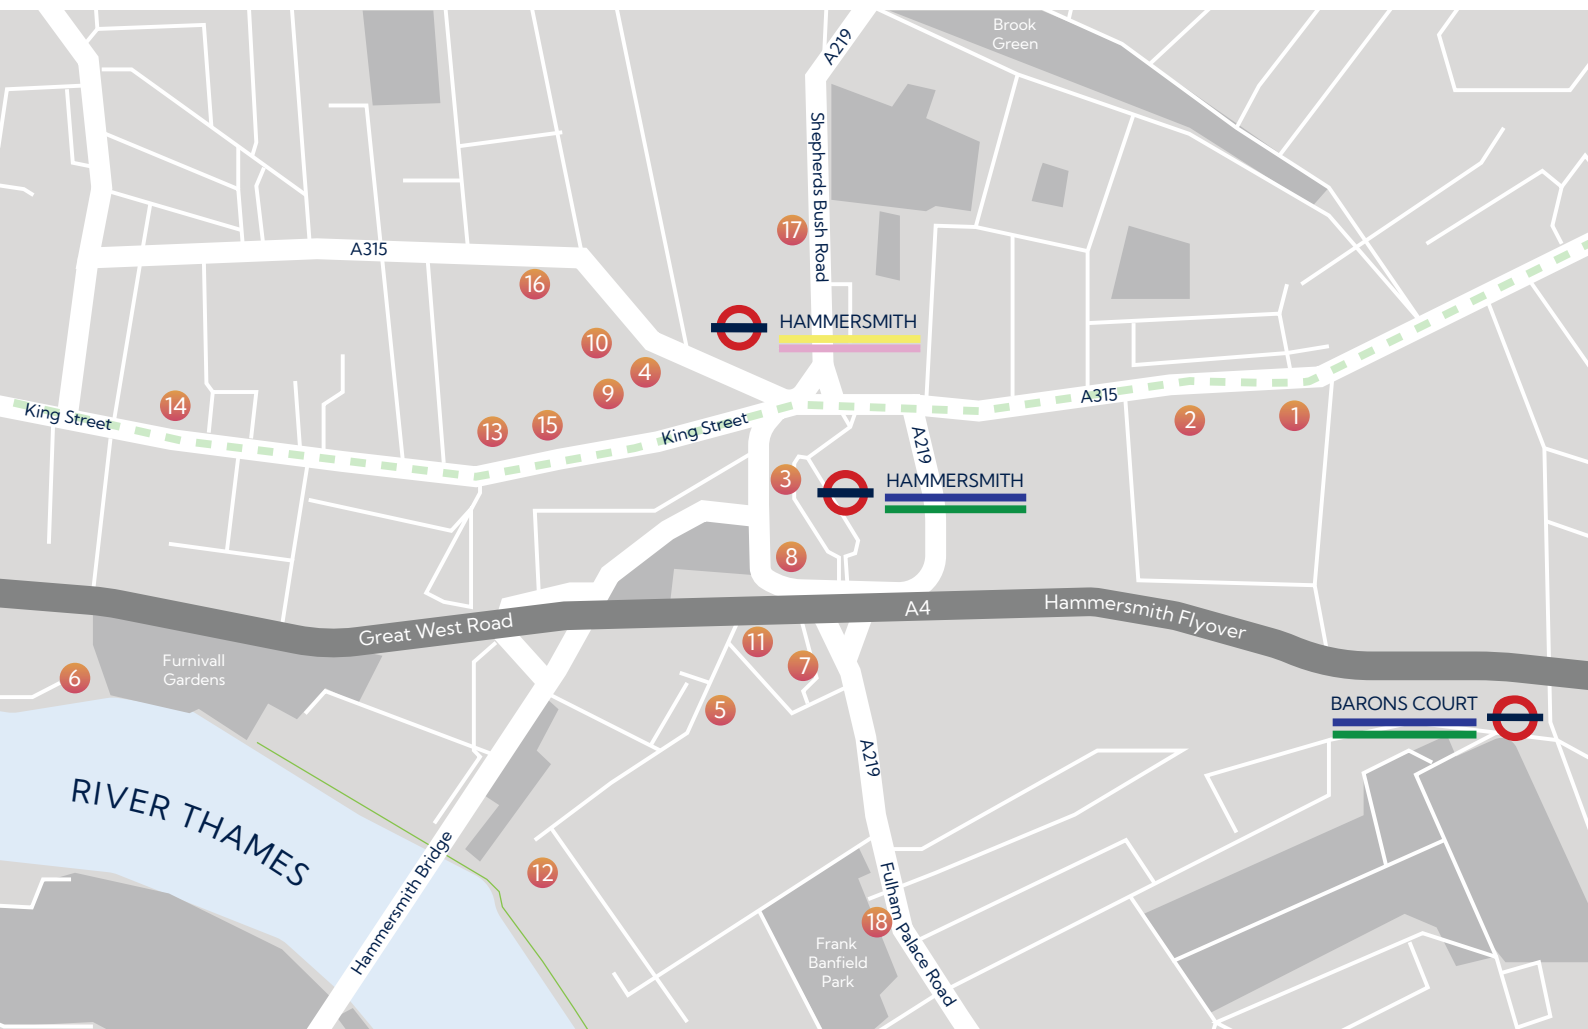 Brook
Green
A219
Shepherds Bush Road
17
A315
16
HAMMERSMITH
10
4
9
14
King Street
13
15
King Street
A315
2
1
A219
3
HAMMERSMITH
8
A4
Hammersmith Flyover
Great West Road
11
7
Furnivall
Gardens
6
5
BARONS COURT
A219
RIVER THAMES
Hammersmith Bridge
12
Fulham Palace Road
18
Frank
Banfield
Park